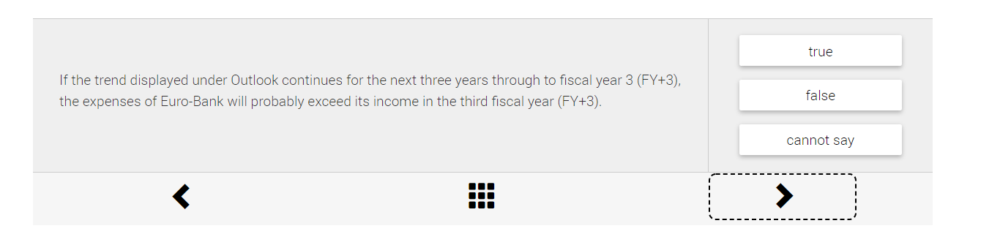 If the trend displayed under Outlook continues for the next three years through to fiscal year 3 (FY+3),
the expenses of Euro-Bank will probably exceed its income in the third fiscal year (FY+3).
true
false
cannot say